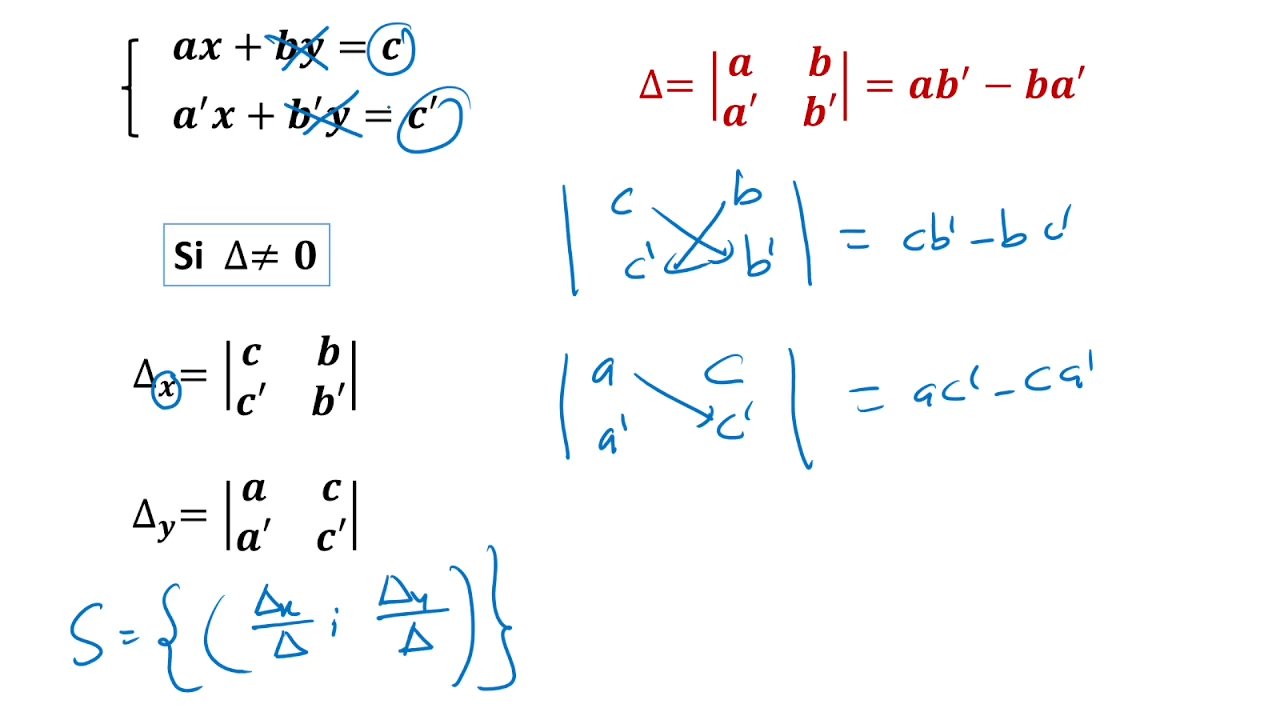 ax + by = c
a′x + b′y = c′
Δ= |a b| = ab′ − ba′
|a′ b′|
|c b| = cb' - bc'
|c' b'|
Si Δ≠ 0
Δx= |c b|
|c′ b′|
|a c| = ac' - ca'
|a' c'|
Δy= |a c|
|a′ c′|
S = {(Δx/Δ ; Δy/Δ)}